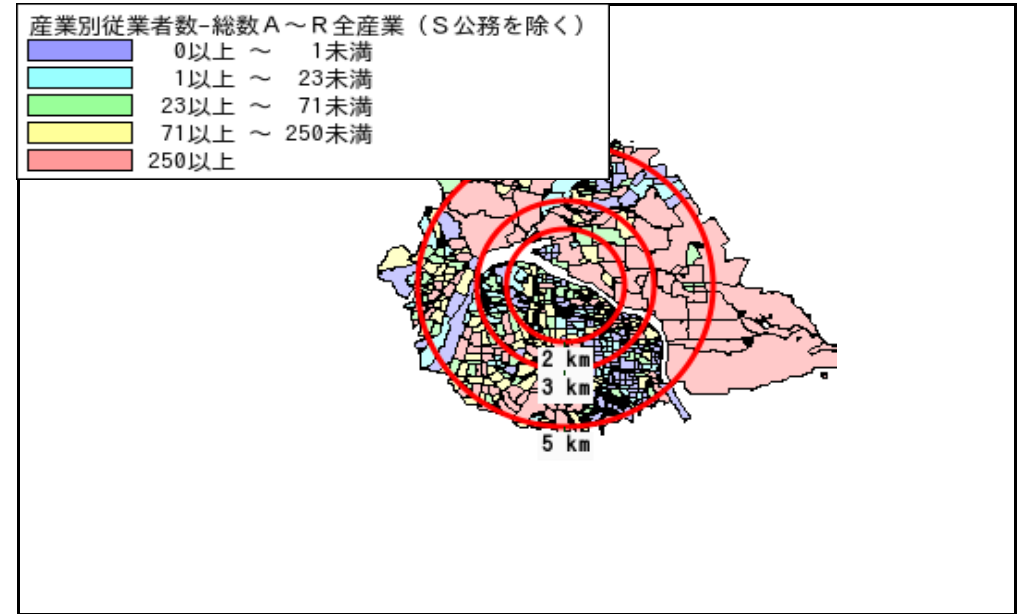 産業別従業者数-総数A～R全産業（S公務を除く）
0以上 ～ 1未満
1以上 ～ 23未満
23以上 ～ 71未満
71以上 ～ 250未満
250以上
2 km
3 km
5 km